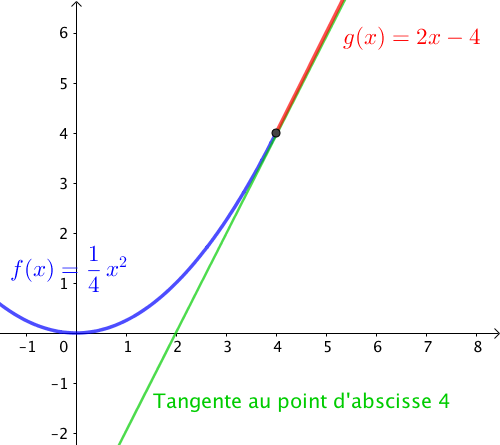 6
g(x) = 2x − 4
5
4
3
2
f(x) = 1/4 x²
1
−1 0 1 2 3 4 5 6 7 8
−1
Tangente au point d'abscisse 4
−2